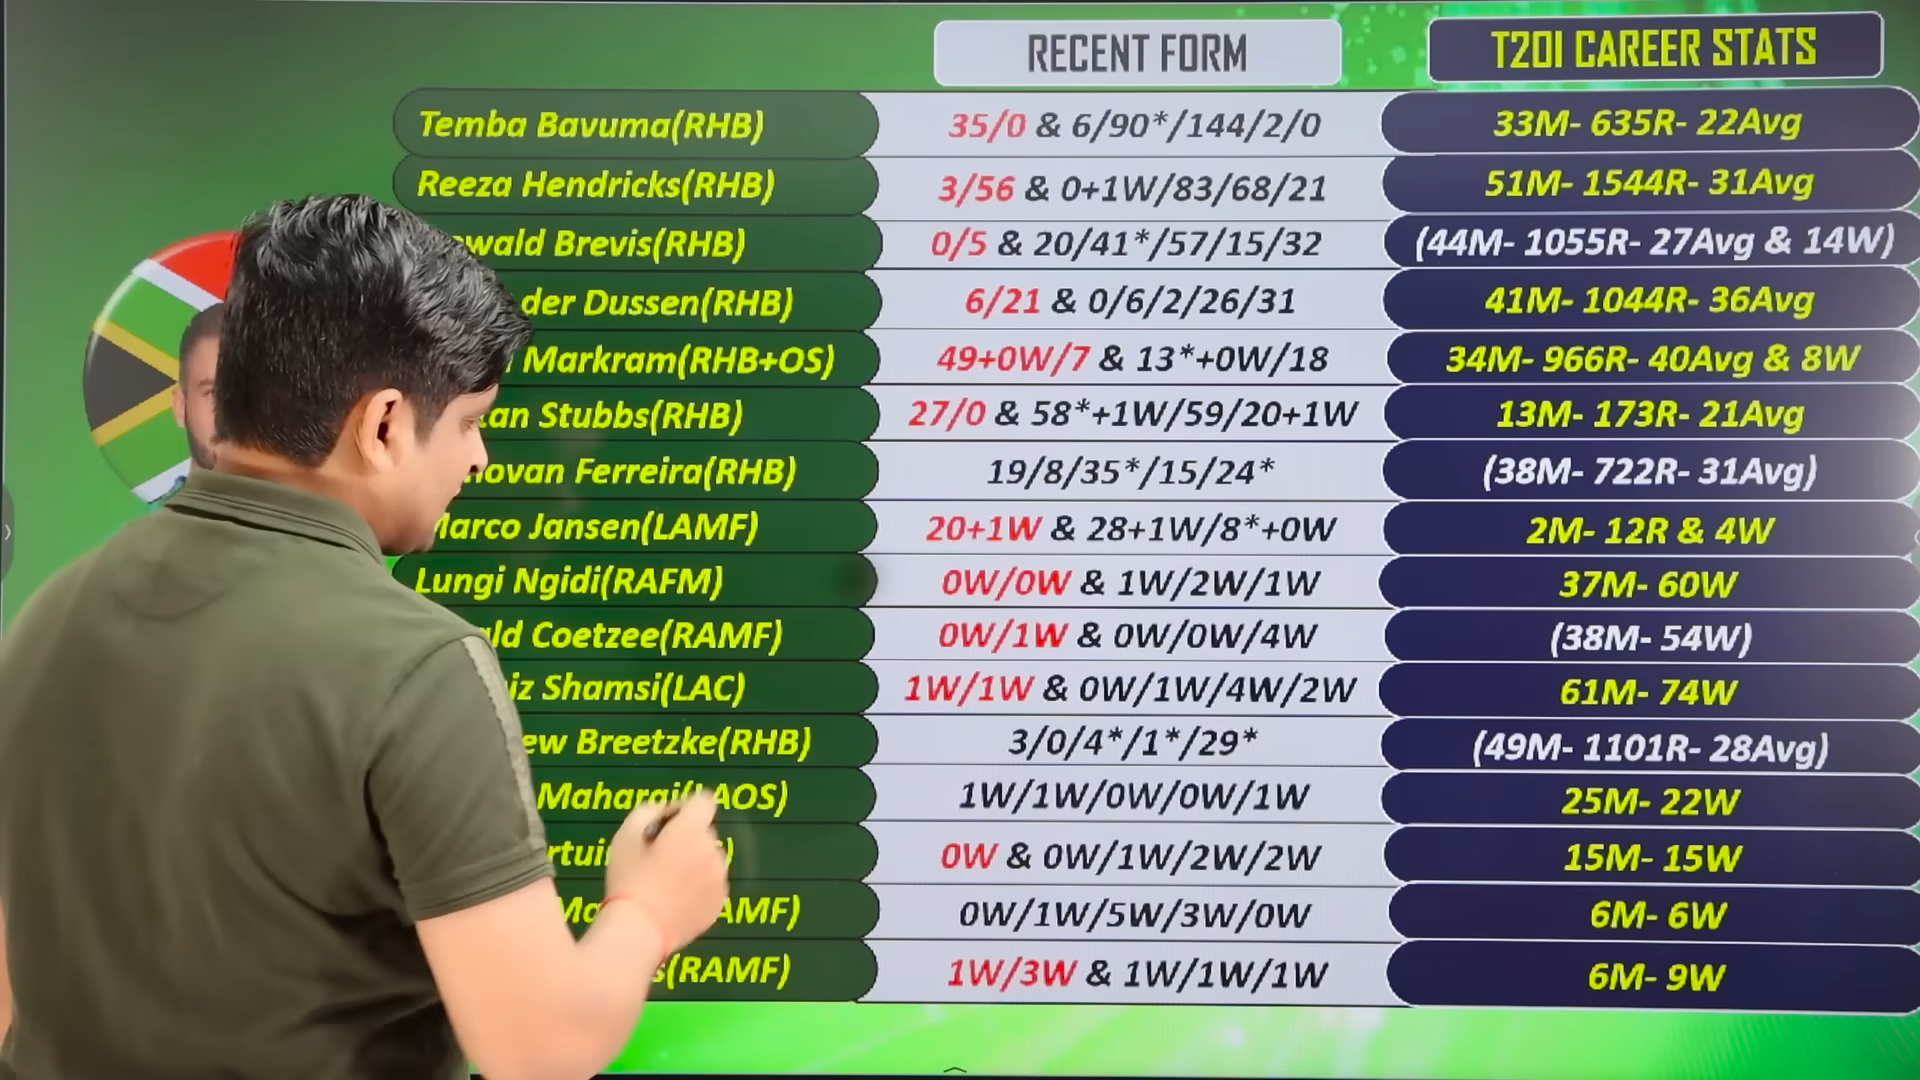 RECENT FORM T20I CAREER STATS
Temba Bavuma(RHB) 35/0 & 6/90*/144/2/0 33M- 635R- 22Avg
Reeza Hendricks(RHB) 3/56 & 0+1W/83/68/21 51M- 1544R- 31Avg
Brevis(RHB) 0/5 & 20/41*/57/15/32 (44M- 1055R- 27Avg & 14W)
der Dussen(RHB) 6/21 & 0/6/2/26/31 41M- 1044R- 36Avg
Markram(RHB+OS) 49+0W/7 & 13*+0W/18 34M- 966R- 40Avg & 8W
Stubbs(RHB) 27/0 & 58*+1W/59/20+1W 13M- 173R- 21Avg
Ferreira(RHB) 19/8/35*/15/24* (38M- 722R- 31Avg)
Marco Jansen(LAMF) 20+1W & 28+1W/8*+0W 2M- 12R & 4W
Lungi Ngidi(RAFM) 0W/0W & 1W/2W/1W 37M- 60W
Coetzee(RAMF) 0W/1W & 0W/0W/4W (38M- 54W)
Shamsi(LAC) 1W/1W & 0W/1W/4W/2W 61M- 74W
Breetzke(RHB) 3/0/4*/1*/29* (49M- 1101R- 28Avg)
Maharaj(LAOS) 1W/1W/0W/0W/1W 25M- 22W
0W & 0W/1W/2W/2W 15M- 15W
0W/1W/5W/3W/0W 6M- 6W
(RAMF) 1W/3W & 1W/1W/1W 6M- 9W